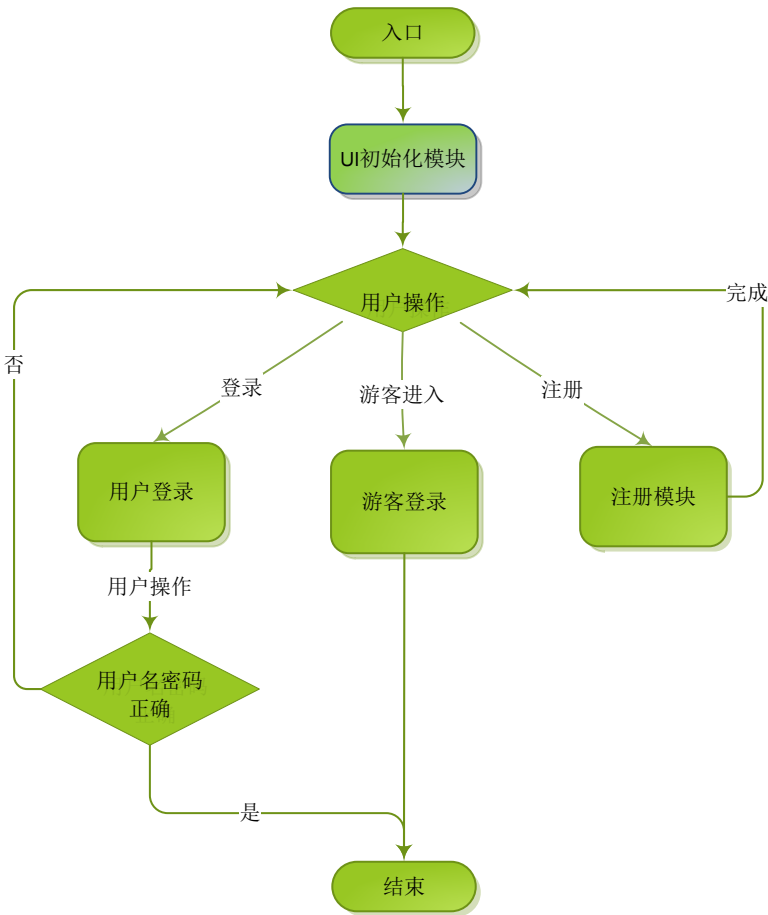 入口
UI初始化模块
完成
用户操作
否
登录
游客进入
注册
用户登录
游客登录
注册模块
用户操作
用户名密码
正确
是
结束